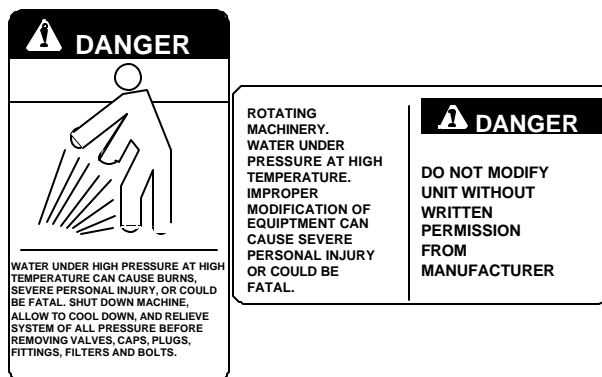 DANGER
WATER UNDER HIGH PRESSURE AT HIGH
TEMPERATURE CAN CAUSE BURNS,
SEVERE PERSONAL INJURY, OR COULD
BE FATAL. SHUT DOWN MACHINE,
ALLOW TO COOL DOWN, AND RELIEVE
SYSTEM OF ALL PRESSURE BEFORE
REMOVING VALVES, CAPS, PLUGS,
FITTINGS, FILTERS AND BOLTS.
ROTATING
MACHINERY.
WATER UNDER
PRESSURE AT HIGH
TEMPERATURE.
IMPROPER
MODIFICATION OF
EQUIPTMENT CAN
CAUSE SEVERE
PERSONAL INJURY
OR COULD BE
FATAL.
DANGER
DO NOT MODIFY
UNIT WITHOUT
WRITTEN
PERMISSION
FROM
MANUFACTURER